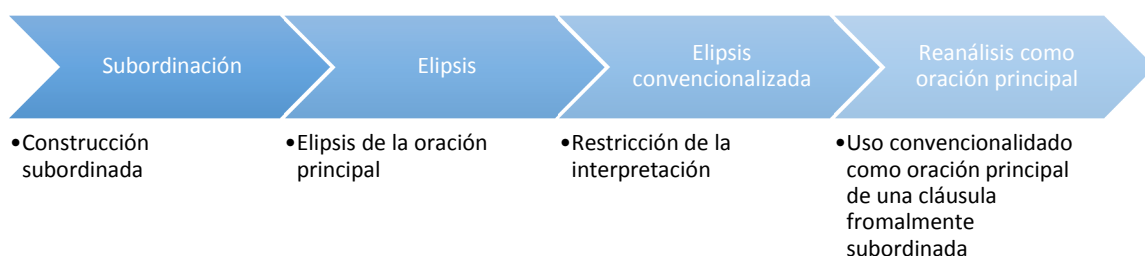 Subordinación
Elipsis
Elipsis
convencionalizada
Reanálisis como
oración principal
•Construcción
subordinada
•Elipsis de la oración
principal
•Restricción de la
interpretación
•Uso convencionalidado
como oración principal
de una cláusula
fromalmente
subordinada